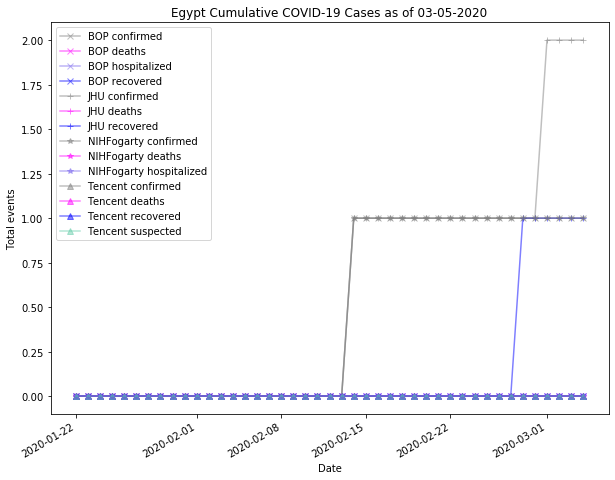 Egypt Cumulative COVID-19 Cases as of 03-05-2020
BOP confirmed
BOP deaths
BOP hospitalized
BOP recovered
JHU confirmed
JHU deaths
JHU recovered
NIHFogarty confirmed
NIHFogarty deaths
NIHFogarty hospitalized
Tencent confirmed
Tencent deaths
Tencent recovered
Tencent suspected
2.00
1.75
1.50
1.25
1.00
0.75
0.50
0.25
0.00
Total events
2020-01-22
2020-02-01
2020-02-08
2020-02-15
2020-02-22
2020-03-01
Date